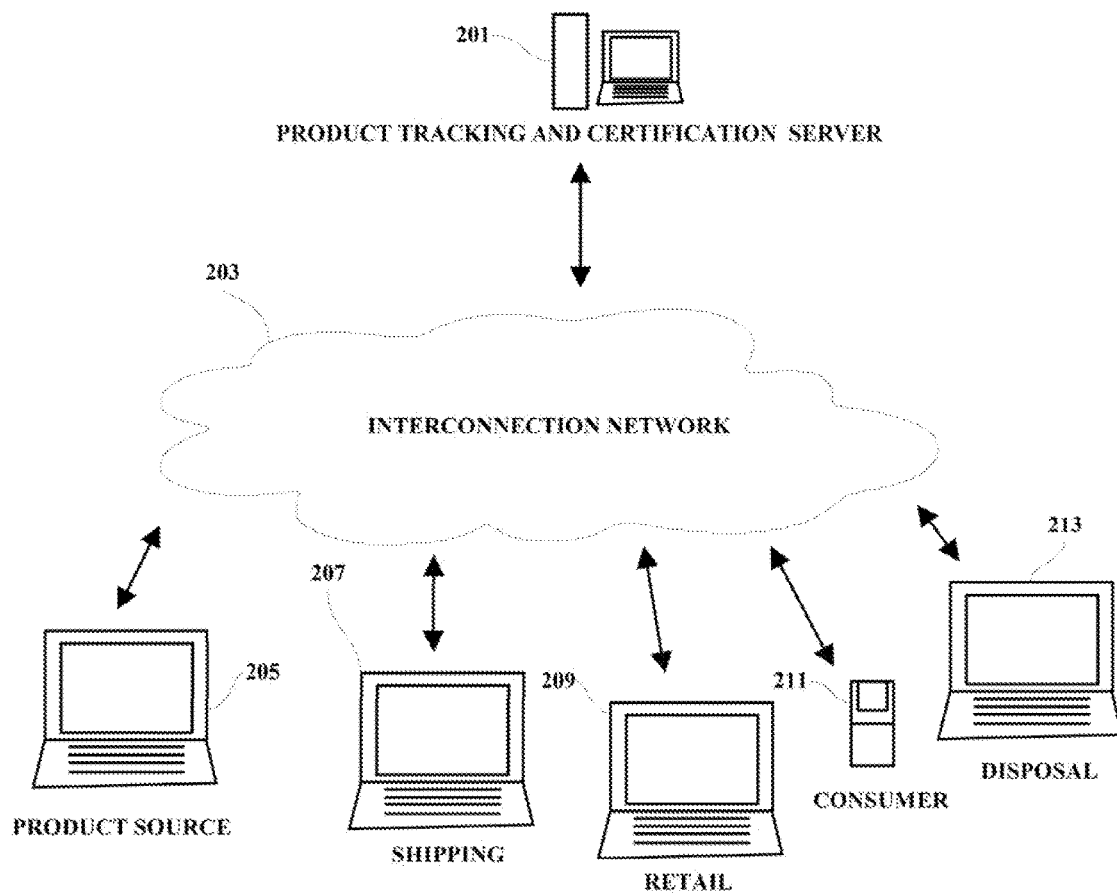 201
PRODUCT TRACKING AND CERTIFICATION SERVER
203
INTERCONNECTION NETWORK
213
207
205
209
211
DISPOSAL
CONSUMER
PRODUCT SOURCE
SHIPPING
RETAIL